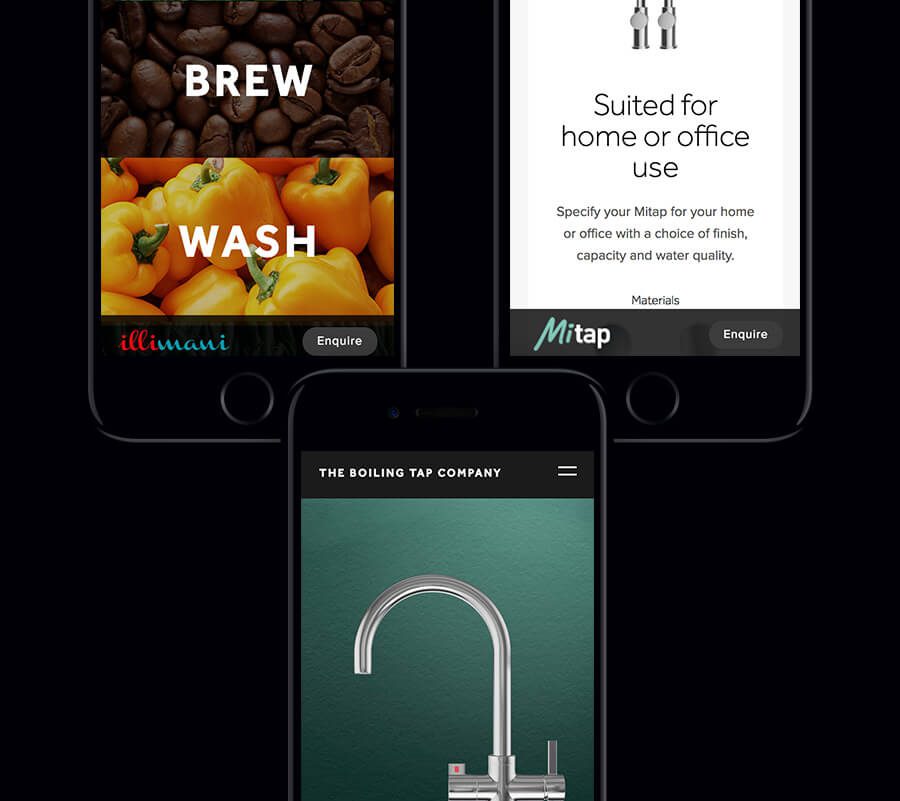 BREW
WASH
illimani
Enquire
Suited for
home or office
use
Specify your Mitap for your home
or office with a choice of finish,
capacity and water quality.
Materials
Mitap
Enquire
THE BOILING TAP COMPANY